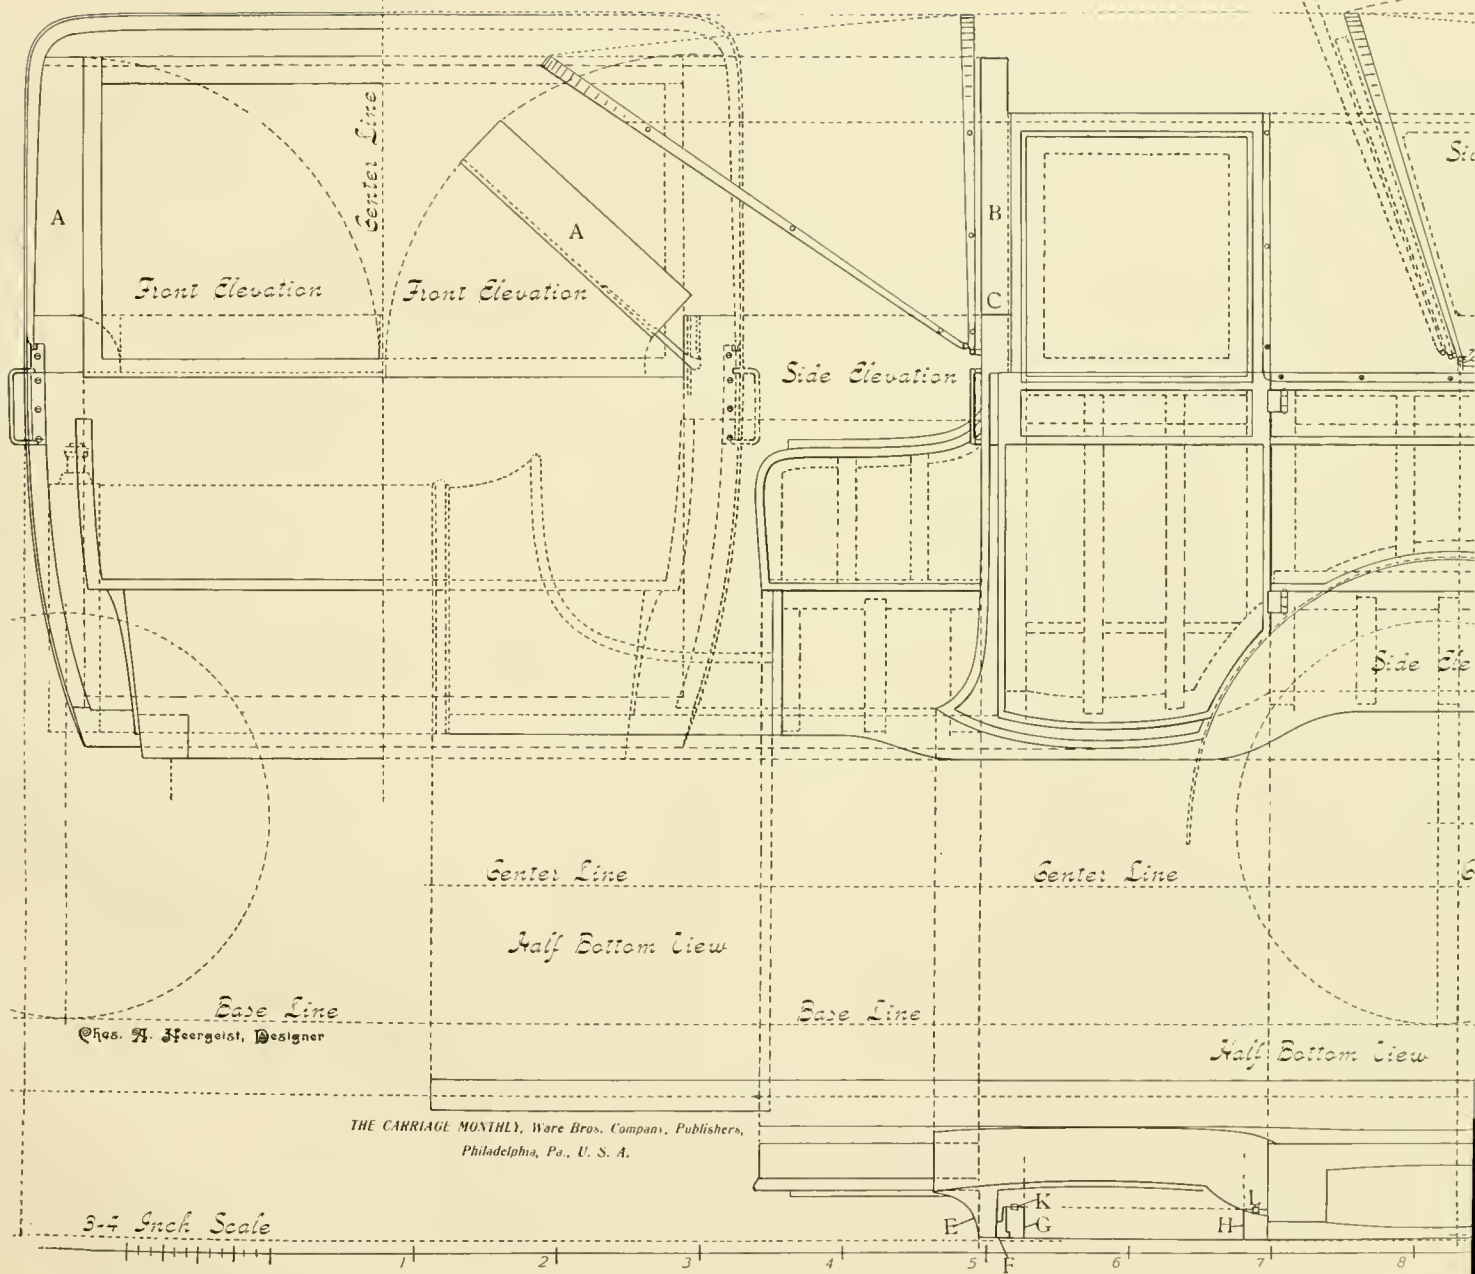 Center Line
A
A
B
C
Front Elevation
Front Elevation
Side Elevation
Side Ele
Center Line
Center Line
Half Bottom View
Base Line
Base Line
Chas. A. Heergeist, Designer
Half Bottom View
THE CARRIAGE MONTHLY, Ware Bros. Company, Publishers,
Philadelphia, Pa., U. S. A.
3-4 Inch Scale
E
K
G
F
H
L
1 2 3 4 5 6 7 8